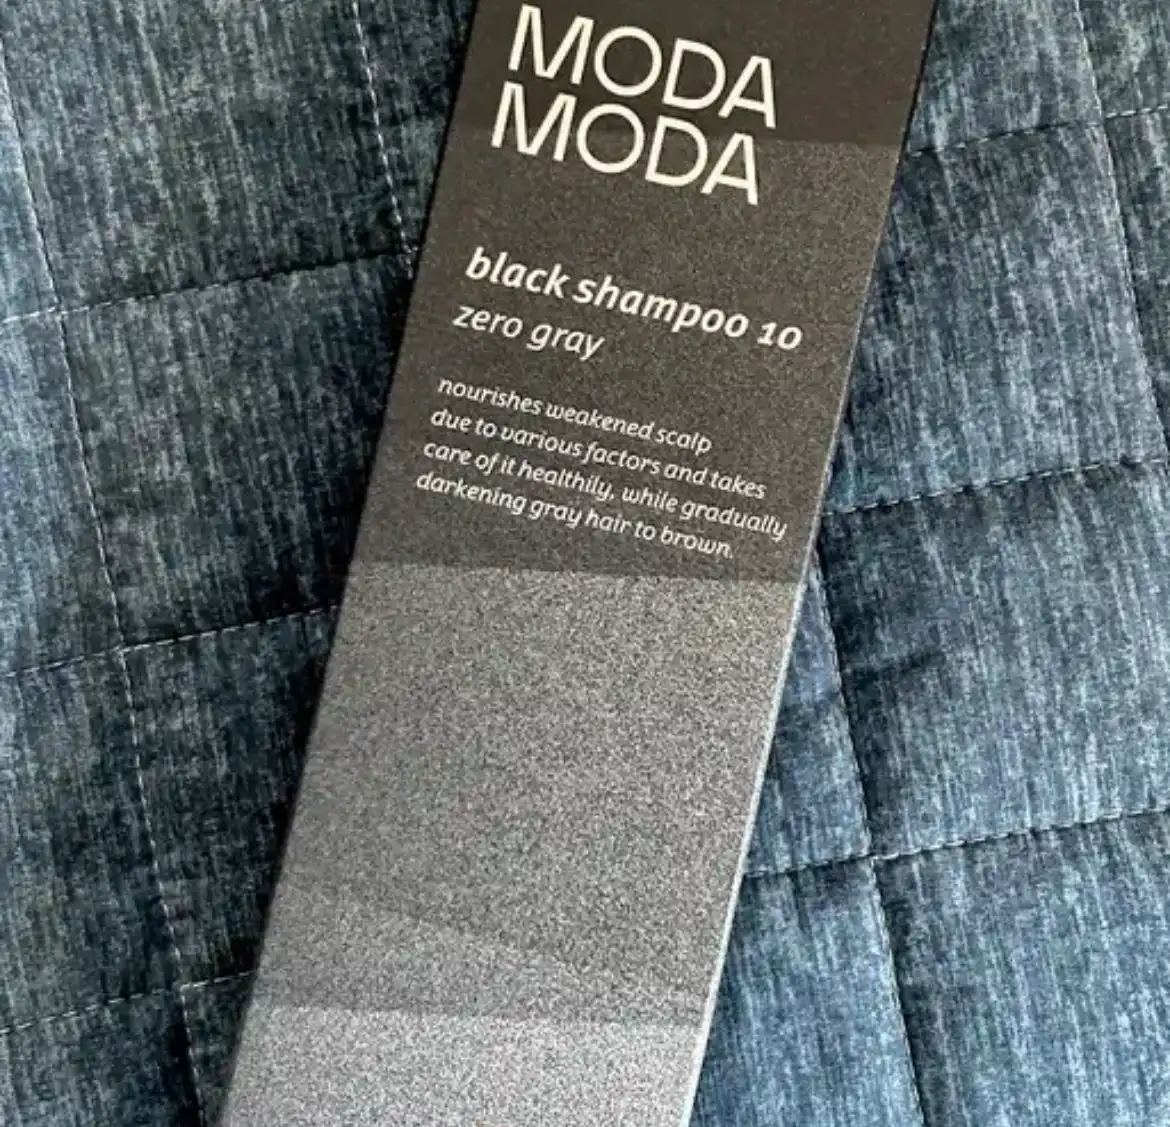 MODA
MODA
black shampoo 10
zero gray
nourishes weakened scalp
due to various factors and takes
care of it healthily, while gradually
darkening gray hair to brown.